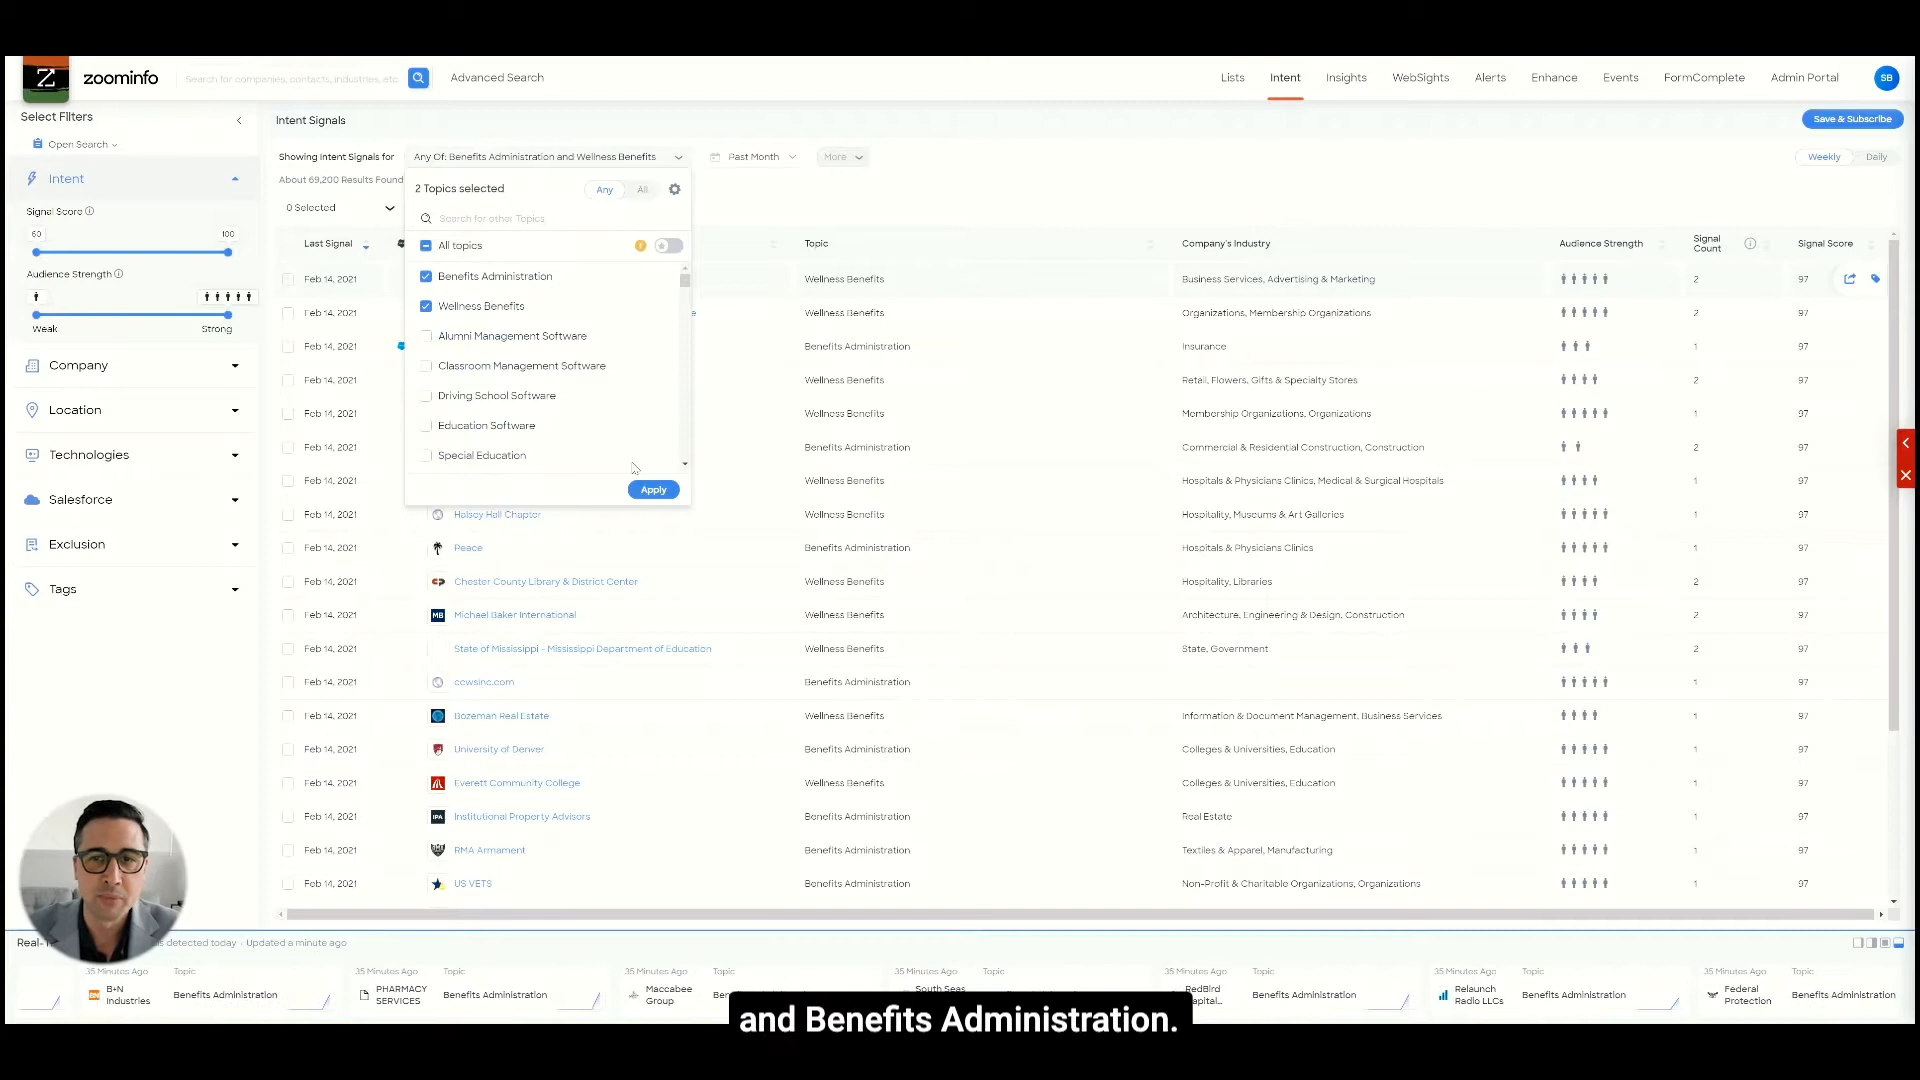 zoominfo
Search for companies, contacts, industries, etc.
Advanced Search
Lists
Intent
Insights
WebSights
Alerts
Enhance
Events
FormComplete
Admin Portal
SB
Select Filters
Open Search
Intent
Signal Score
60
100
Audience Strength
Weak
Strong
Company
Location
Technologies
Salesforce
Exclusion
Tags
Intent Signals
Save & Subscribe
Showing Intent Signals for
Any Of: Benefits Administration and Wellness Benefits
Past Month
More
Weekly
Daily
About 69,200 Results Found
0 Selected
2 Topics selected
Any
All
Search for other Topics
All topics
Benefits Administration
Wellness Benefits
Alumni Management Software
Classroom Management Software
Driving School Software
Education Software
Special Education
Apply
Last Signal
Topic
Company's Industry
Audience Strength
Signal Count
Signal Score
Feb 14, 2021 Wellness Benefits Business Services, Advertising & Marketing 2 97
Feb 14, 2021 Wellness Benefits Organizations, Membership Organizations 2 97
Feb 14, 2021 Benefits Administration Insurance 1 97
Feb 14, 2021 Wellness Benefits Retail, Flowers, Gifts & Specialty Stores 2 97
Feb 14, 2021 Wellness Benefits Membership Organizations, Organizations 1 97
Feb 14, 2021 Benefits Administration Commercial & Residential Construction, Construction 2 97
Feb 14, 2021 Wellness Benefits Hospitals & Physicians Clinics, Medical & Surgical Hospitals 1 97
Feb 14, 2021 Halsey Hall Chapter Wellness Benefits Hospitality, Museums & Art Galleries 1 97
Feb 14, 2021 Peace Benefits Administration Hospitals & Physicians Clinics 1 97
Feb 14, 2021 Chester County Library & District Center Wellness Benefits Hospitality, Libraries 2 97
Feb 14, 2021 MB Michael Baker International Wellness Benefits Architecture, Engineering & Design, Construction 2 97
Feb 14, 2021 State of Mississippi - Mississippi Department of Education Wellness Benefits State, Government 2 97
Feb 14, 2021 ccwsinc.com Benefits Administration 1 97
Feb 14, 2021 Bozeman Real Estate Wellness Benefits Information & Document Management, Business Services 1 97
Feb 14, 2021 University of Denver Benefits Administration Colleges & Universities, Education 1 97
Feb 14, 2021 Everett Community College Wellness Benefits Colleges & Universities, Education 1 97
Feb 14, 2021 IPA Institutional Property Advisors Benefits Administration Real Estate 1 97
Feb 14, 2021 RMA Armament Benefits Administration Textiles & Apparel, Manufacturing 1 97
Feb 14, 2021 US VETS Benefits Administration Non-Profit & Charitable Organizations, Organizations 1 97
Real- detected today - Updated a minute ago
35 Minutes Ago Topic
B+N Industries Benefits Administration
35 Minutes Ago Topic
PHARMACY SERVICES Benefits Administration
35 Minutes Ago Topic
Maccabee Group
35 Minutes Ago Topic
South Seas
35 Minutes Ago Topic
RedBird Benefits Administration
35 Minutes Ago Topic
Relaunch Radio LLCs Benefits Administration
35 Minutes Ago Topic
Federal Protection Benefits Administration
and Benefits Administration.